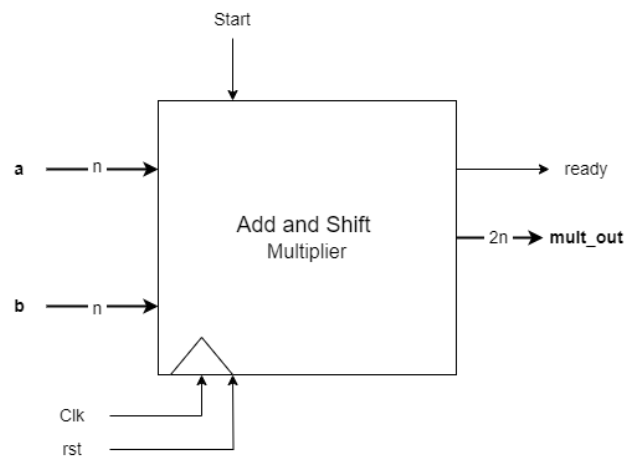 Start
a
n
ready
Add and Shift
Multiplier
2n
mult_out
b
n
Clk
rst